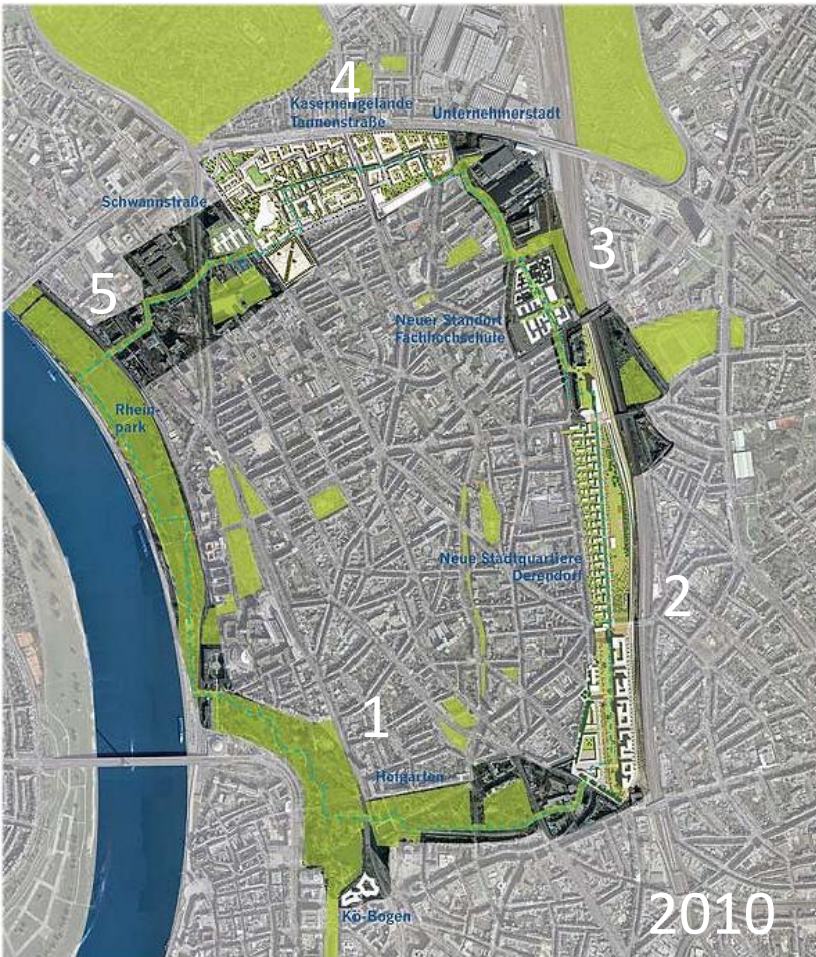 4
Kasernengelände
Tannenstraße
Unternehmerstadt
Schwannstraße
3
5
Neuer Standort
Fachhochschule
Rhein-
park
Neue Stadtquartiere
Derendorf
2
1
Hofgarten
Kö-Bogen
2010